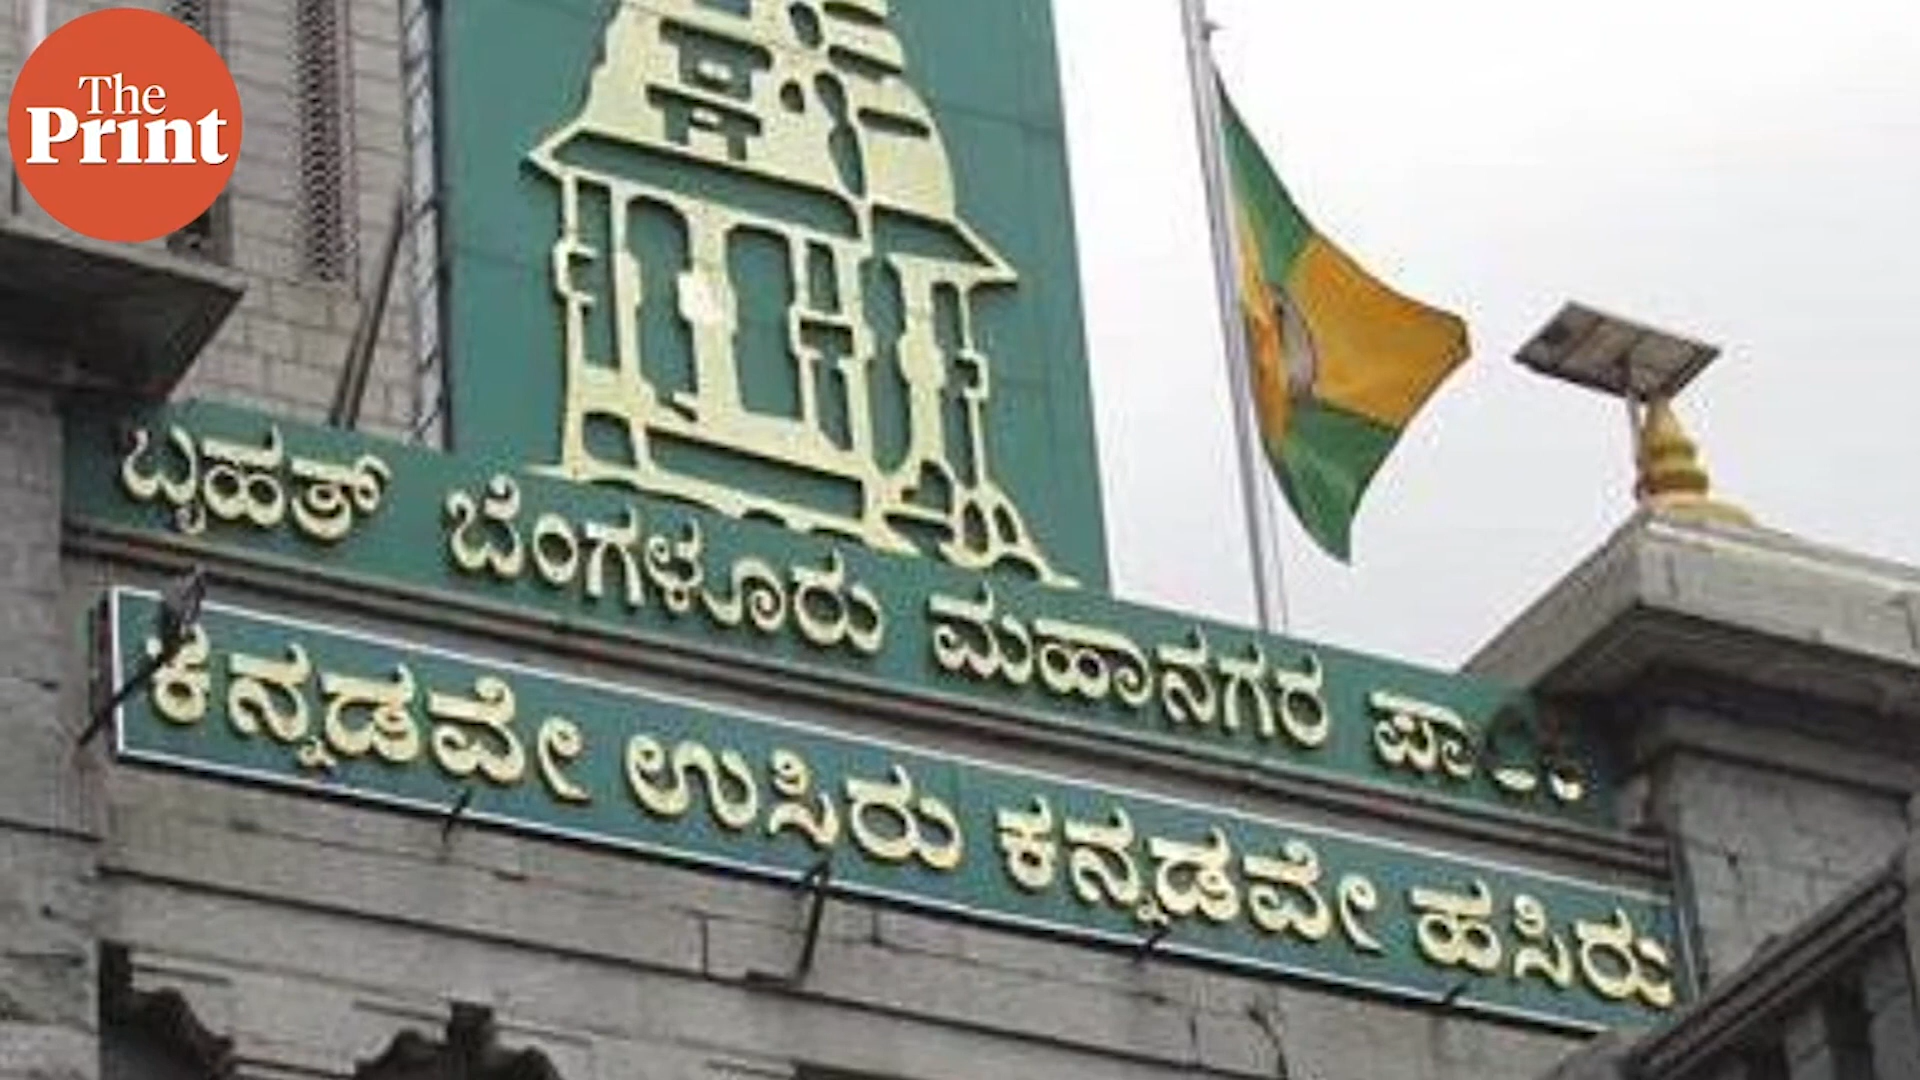 The
Print
ಬೃಹತ್ ಬೆಂಗಳೂರು ಮಹಾನಗರ
ಕನ್ನಡವೇ ಉಸಿರು ಕನ್ನಡವೇ ಹಸಿರು